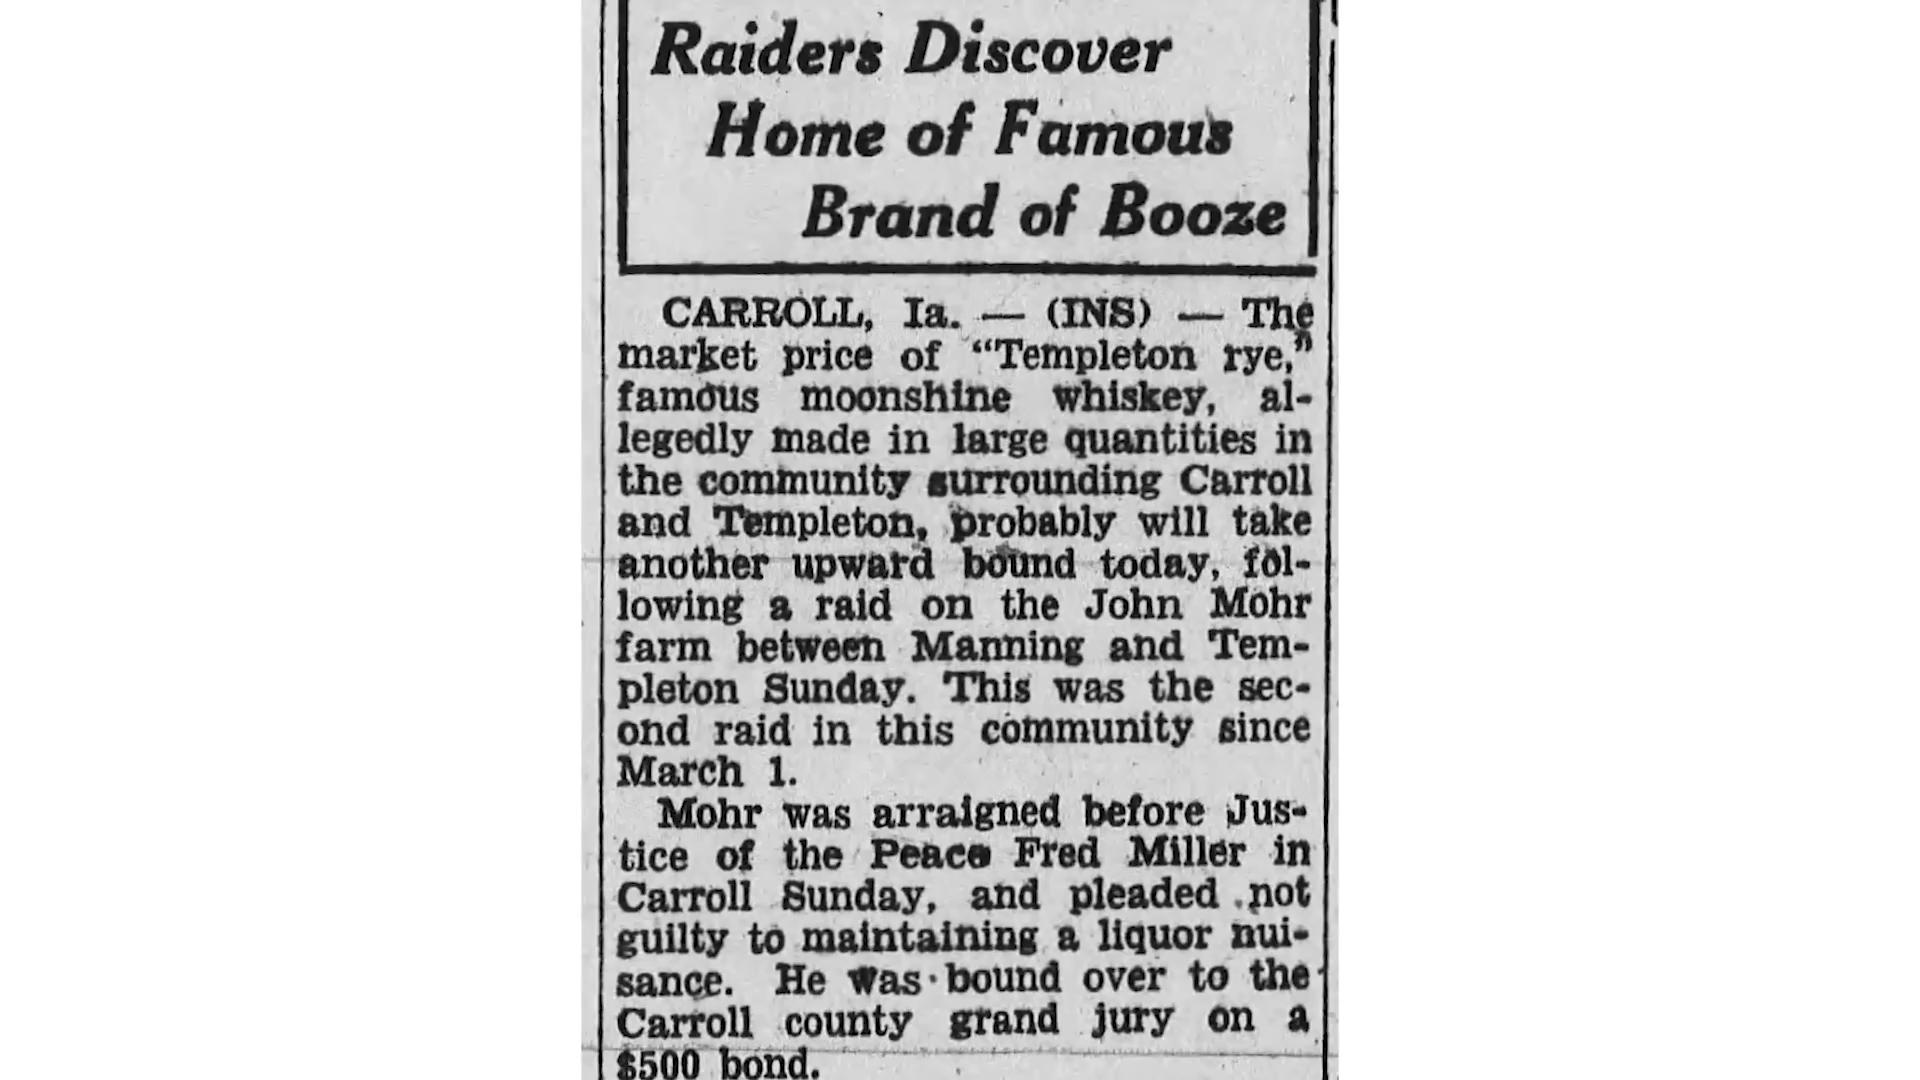 Raiders Discover
Home of Famous
Brand of Booze
CARROLL, Ia. — (INS) — The
market price of "Templeton rye,"
famous moonshine whiskey, al-
legedly made in large quantities in
the community surrounding Carroll
and Templeton, probably will take
another upward bound today, fol-
lowing a raid on the John Mohr
farm between Manning and Tem-
pleton Sunday. This was the sec-
ond raid in this community since
March 1.
Mohr was arraigned before Jus-
tice of the Peace Fred Miller in
Carroll Sunday, and pleaded not
guilty to maintaining a liquor nui-
sance. He was bound over to the
Carroll county grand jury on a
$500 bond.